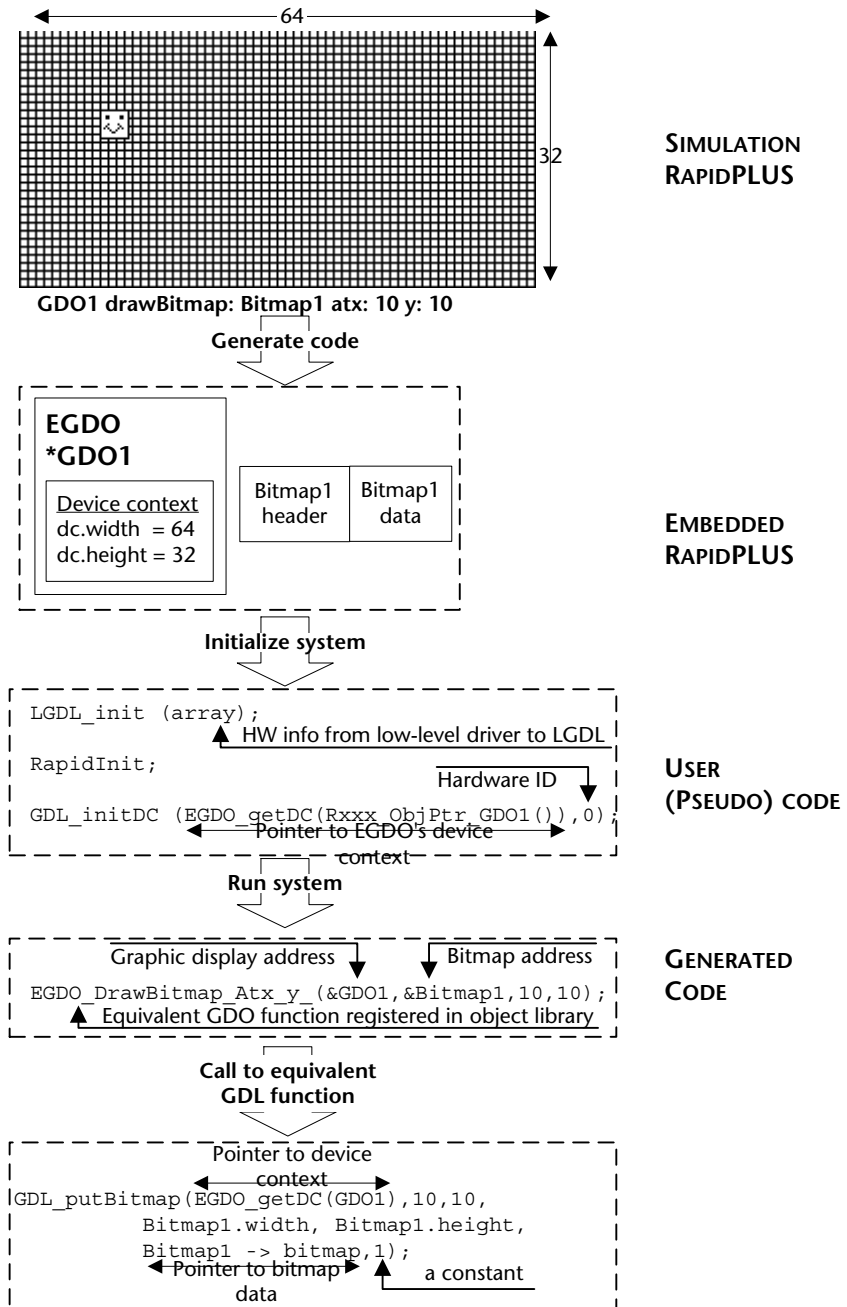 64
32
SIMULATION
RAPIDPLUS
GDO1 drawBitmap: Bitmap1 atx: 10 y: 10
Generate code
EGDO
*GDO1
Device context
dc.width = 64
dc.height = 32
Bitmap1
header
Bitmap1
data
EMBEDDED
RAPIDPLUS
Initialize system
LGDL_init (array);
HW info from low-level driver to LGDL
RapidInit;
Hardware ID
GDL_initDC (EGDO_getDC(Rxxx_ObjPtr_GDO1()),0);
Pointer to EGDO's device
context
USER
(PSEUDO) CODE
Run system
Graphic display address
Bitmap address
EGDO_DrawBitmap_Atx_y_(&GDO1,&Bitmap1,10,10);
Equivalent GDO function registered in object library
GENERATED
CODE
Call to equivalent
GDL function
Pointer to device
context
GDL_putBitmap(EGDO_getDC(GDO1),10,10,
Bitmap1.width, Bitmap1.height,
Bitmap1 -> bitmap,1);
Pointer to bitmap
data
a constant